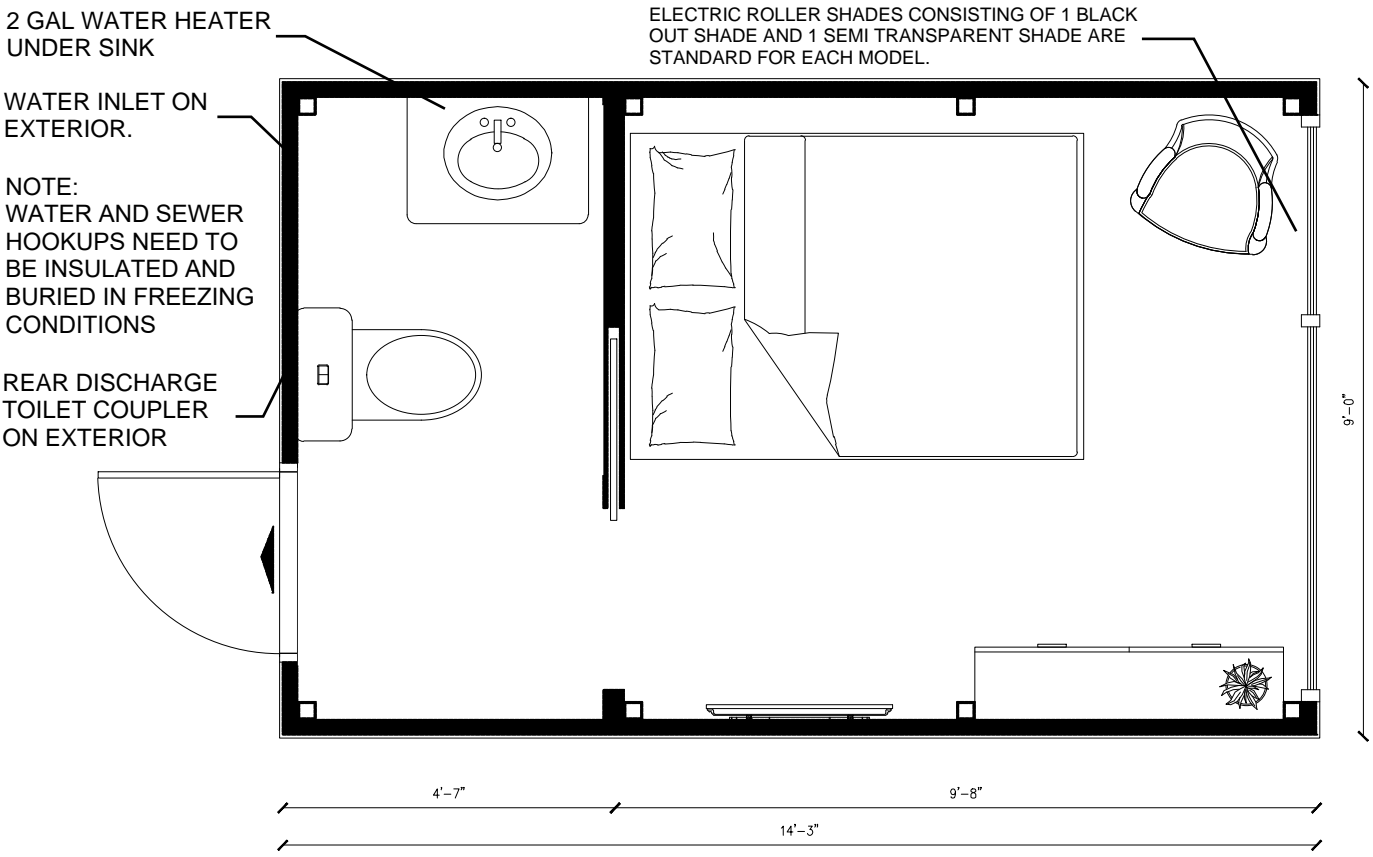 2 GAL WATER HEATER
UNDER SINK
ELECTRIC ROLLER SHADES CONSISTING OF 1 BLACK
OUT SHADE AND 1 SEMI TRANSPARENT SHADE ARE
STANDARD FOR EACH MODEL.
WATER INLET ON
EXTERIOR.
NOTE:
WATER AND SEWER
HOOKUPS NEED TO
BE INSULATED AND
BURIED IN FREEZING
CONDITIONS
REAR DISCHARGE
TOILET COUPLER
ON EXTERIOR
9'-0"
4'-7"
9'-8"
14'-3"